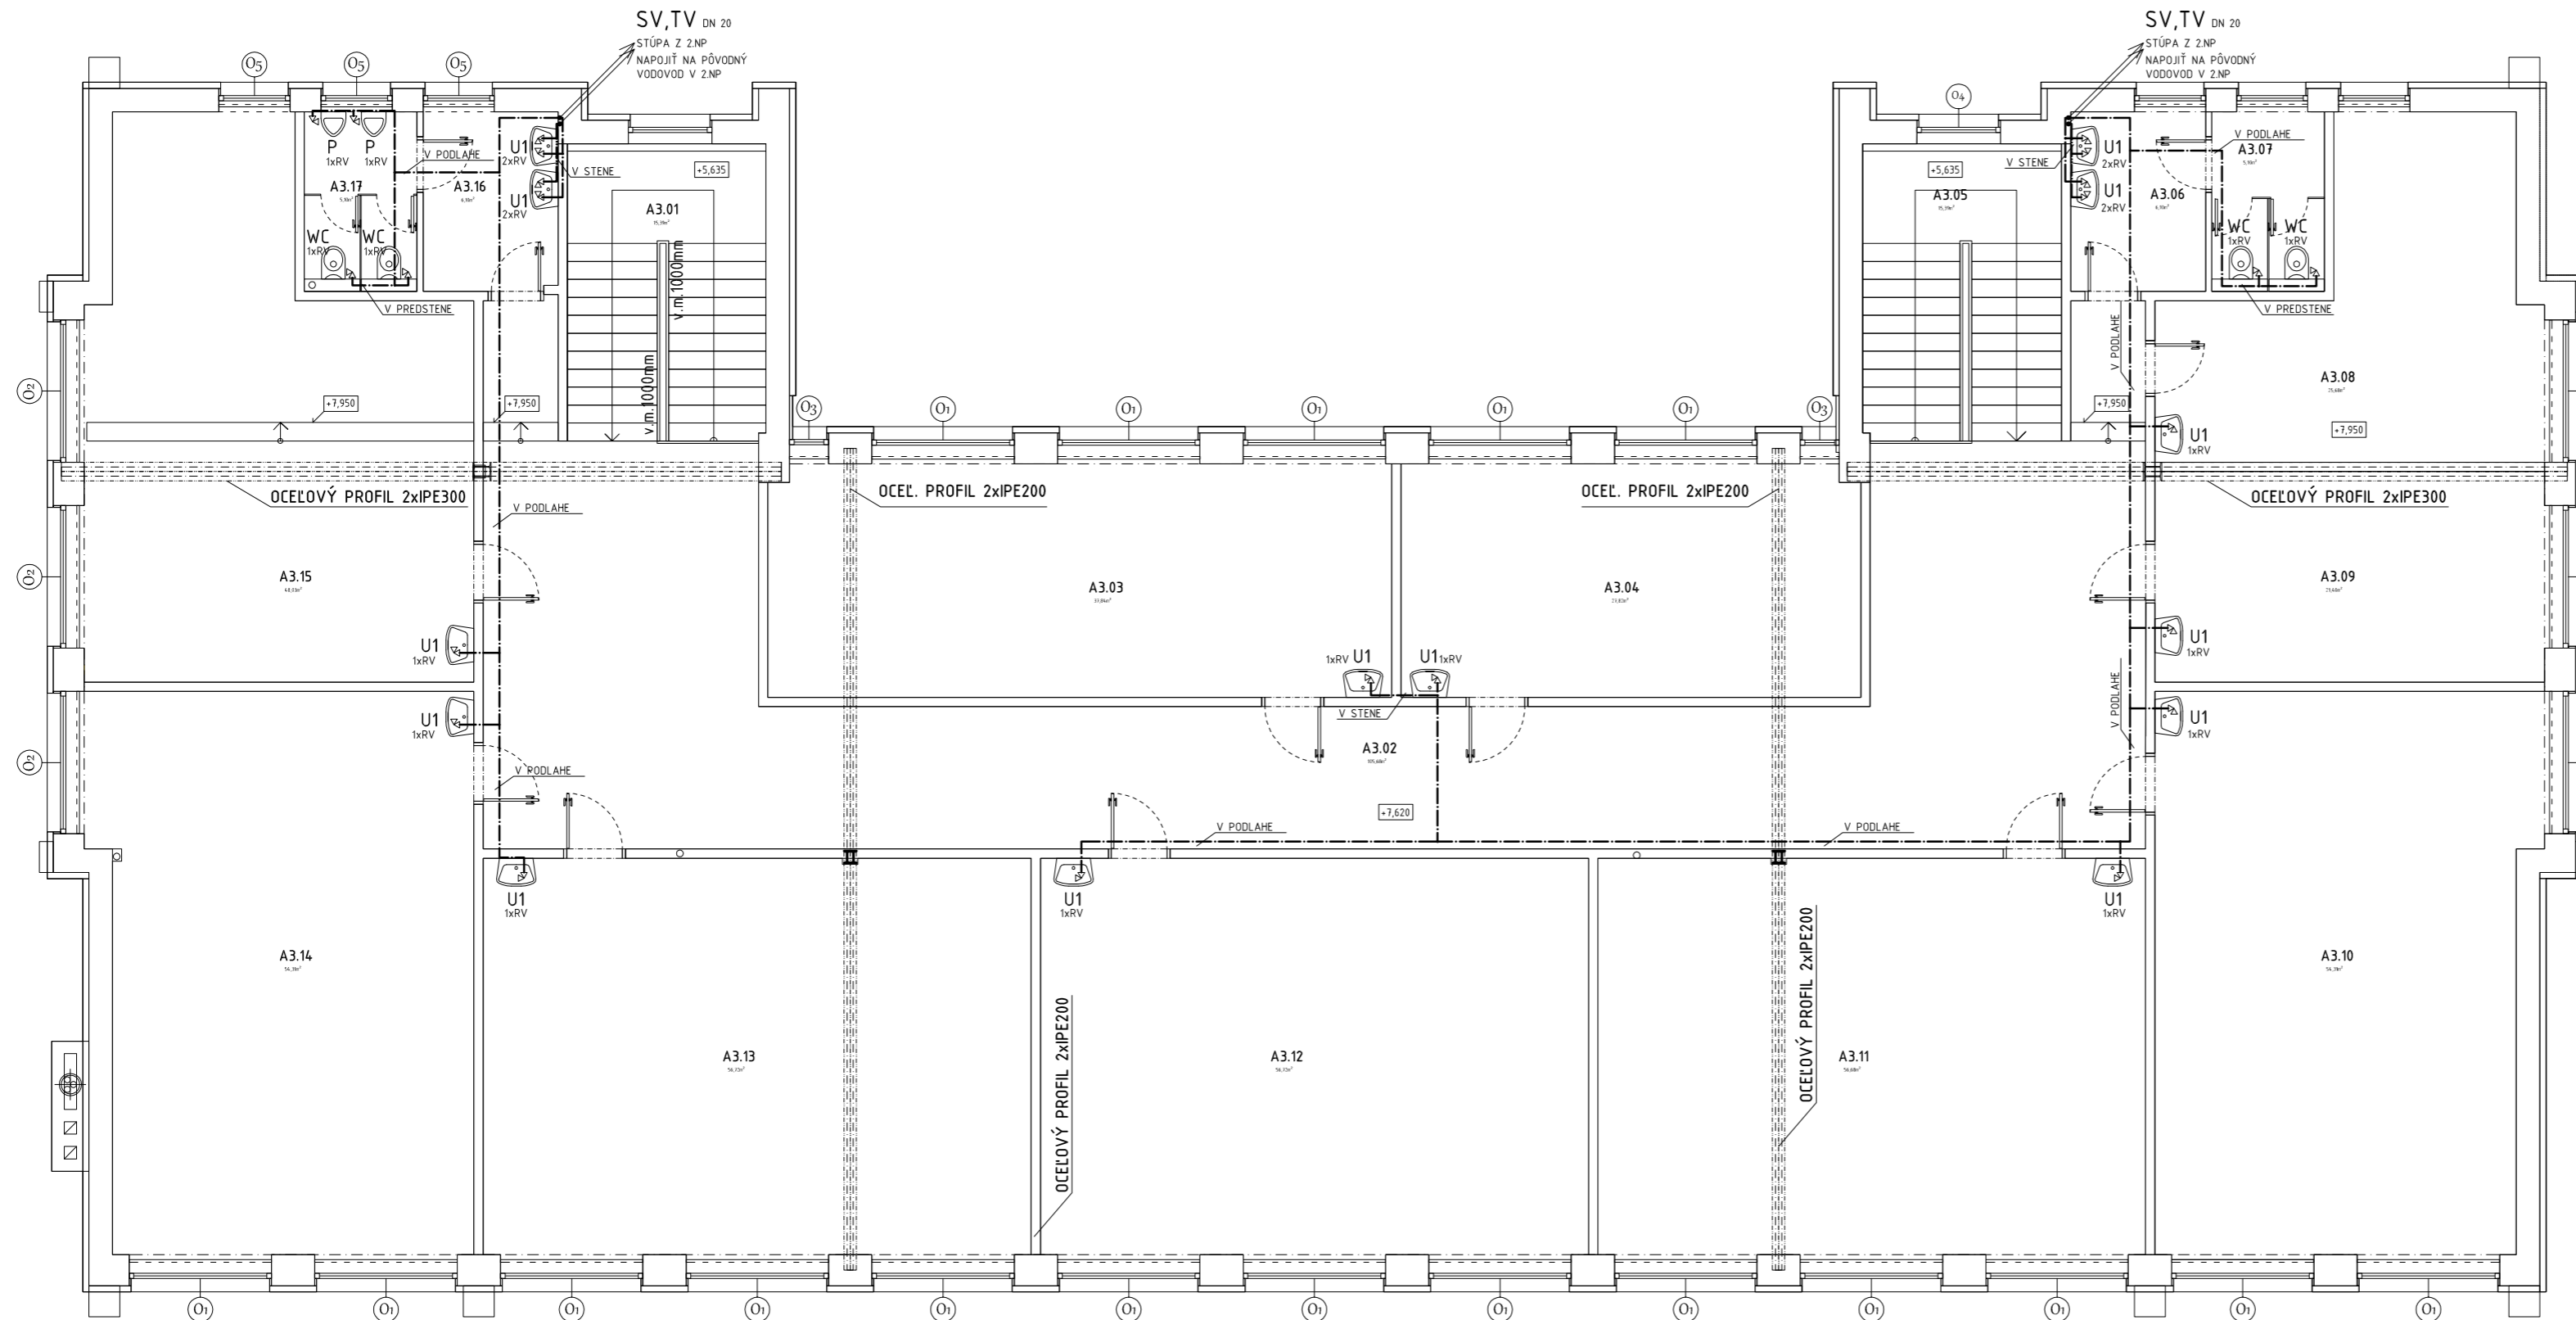 SV,TV DN 20
STÚPA Z 2.NP
NAPOJIŤ NA PÔVODNÝ
VODOVOD V 2.NP
SV,TV DN 20
STÚPA Z 2.NP
NAPOJIŤ NA PÔVODNÝ
VODOVOD V 2.NP
O5
O5
O5
O4
P
1xRV
P
1xRV
V PODLAHE
U1
2xRV
V STENE
U1
2xRV
A3.17
A3.16
WC
1xRV
WC
1xRV
V PREDSTENE
+5,635
A3.01
v.m.1000mm
v.m.1000mm
+5,635
A3.05
V STENE
U1
2xRV
U1
2xRV
A3.06
V PODLAHE
A3.07
WC
1xRV
WC
1xRV
V PREDSTENE
V PODLAHE
O2
+7,950
+7,950
O3
O1
O1
O1
O1
O1
O3
+7,950
A3.08
+7,950
U1
1xRV
OCEĽOVÝ PROFIL 2xIPE300
V PODLAHE
OCEĽ. PROFIL 2xIPE200
OCEĽ. PROFIL 2xIPE200
OCEĽOVÝ PROFIL 2xIPE300
O2
A3.15
A3.03
A3.04
A3.09
U1
1xRV
1xRV U1
U1 1xRV
U1
1xRV
U1
1xRV
V STENE
V PODLAHE
U1
1xRV
O2
V PODLAHE
A3.02
+7,620
V PODLAHE
V PODLAHE
U1
1xRV
U1
1xRV
U1
1xRV
A3.14
A3.10
OCEĽOVÝ PROFIL 2xIPE200
OCEĽOVÝ PROFIL 2xIPE200
A3.13
A3.12
A3.11
O1
O1
O1
O1
O1
O1
O1
O1
O1
O1
O1
O1
O1